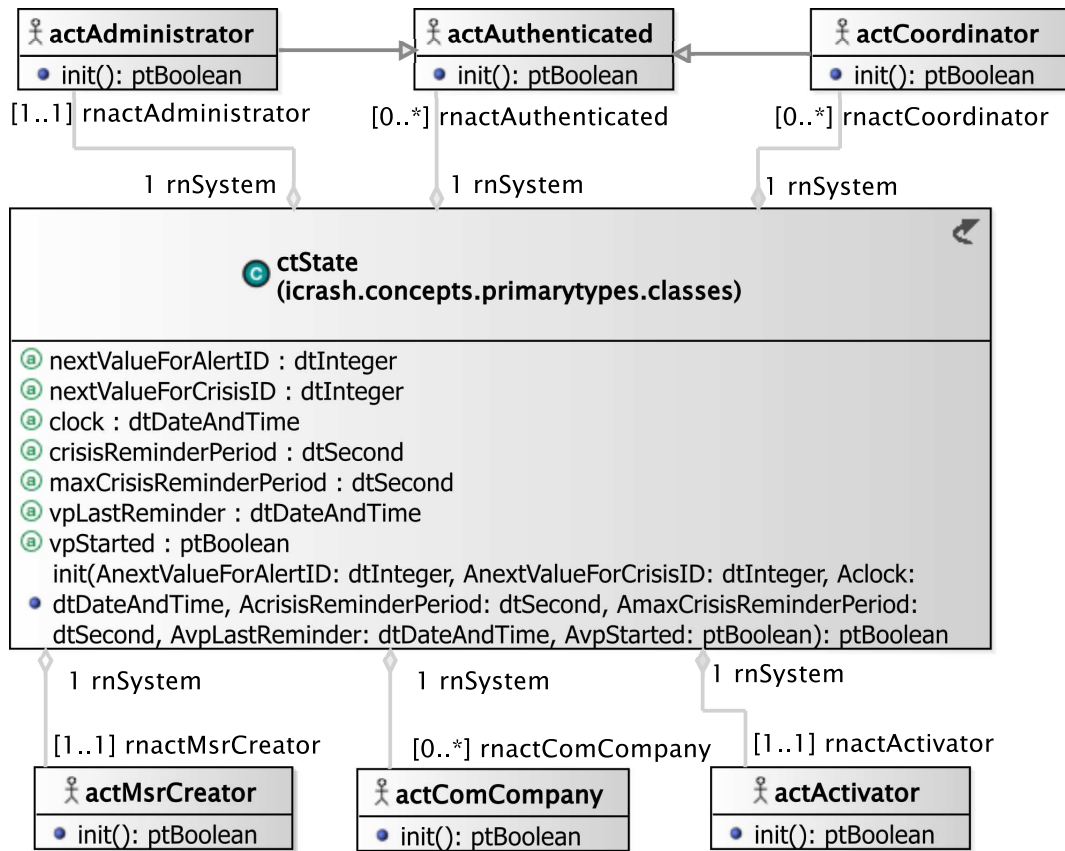 actAdministrator
init(): ptBoolean
actAuthenticated
init(): ptBoolean
actCoordinator
init(): ptBoolean
[1..1] rnactAdministrator
[0..*] rnactAuthenticated
[0..*] rnactCoordinator
1 rnSystem
1 rnSystem
1 rnSystem
C
ctState
(icrash.concepts.primarytypes.classes)
a nextValueForAlertID : dtInteger
a nextValueForCrisisID : dtInteger
a clock : dtDateAndTime
a crisisReminderPeriod : dtSecond
a maxCrisisReminderPeriod : dtSecond
a vpLastReminder : dtDateAndTime
a vpStarted : ptBoolean
init(AnextValueForAlertID: dtInteger, AnextValueForCrisisID: dtInteger, Aclock:
dtDateAndTime, AcrisisReminderPeriod: dtSecond, AmaxCrisisReminderPeriod:
dtSecond, AvpLastReminder: dtDateAndTime, AvpStarted: ptBoolean): ptBoolean
1 rnSystem
1 rnSystem
1 rnSystem
[1..1] rnactMsrCreator
[0..*] rnactComCompany
[1..1] rnactActivator
actMsrCreator
init(): ptBoolean
actComCompany
init(): ptBoolean
actActivator
init(): ptBoolean